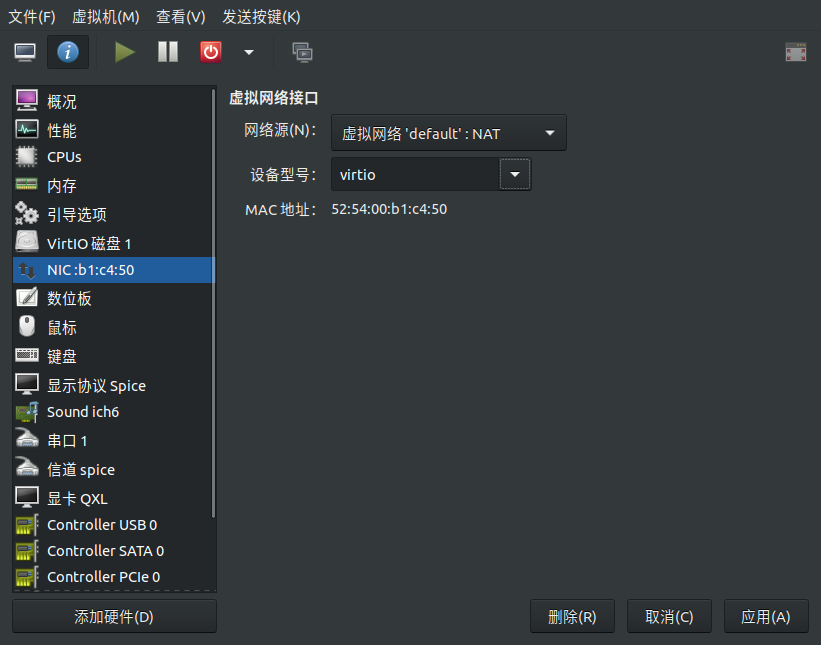 文件(F) 虚拟机(M) 查看(V) 发送按键(K)
概况
性能
CPUs
内存
引导选项
VirtIO 磁盘 1
NIC :b1:c4:50
数位板
鼠标
键盘
显示协议 Spice
Sound ich6
串口 1
信道 spice
显卡 QXL
Controller USB 0
Controller SATA 0
Controller PCIe 0
添加硬件(D)
虚拟网络接口
网络源(N)： 虚拟网络 'default' : NAT
设备型号： virtio
MAC 地址： 52:54:00:b1:c4:50
删除(R) 取消(C) 应用(A)